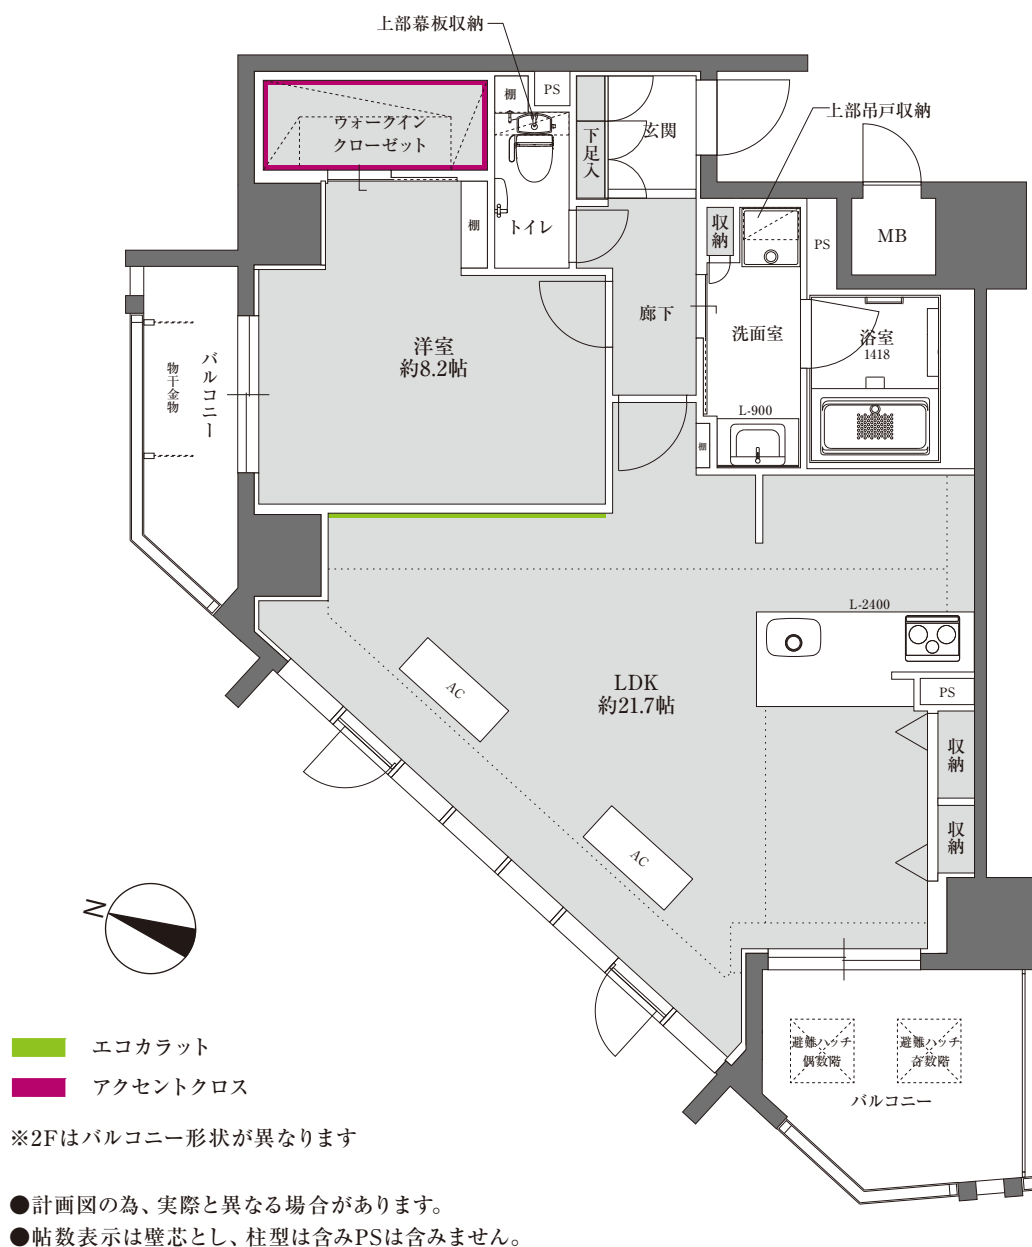 上部幕板収納
棚
PS
ウォークイン
クローゼット
下足入
玄関
上部吊戸収納
棚
トイレ
収納
PS
MB
廊下
洗面室
浴室
1418
洋室
約8.2帖
バルコニー
物干金物
L-900
棚
L-2400
LDK
約21.7帖
AC
PS
収納
収納
AC
N
避難ハッチ
偶数階
避難ハッチ
奇数階
バルコニー
エコカラット
アクセントクロス
※2Fはバルコニー形状が異なります
●計画図の為、実際と異なる場合があります。
●帖数表示は壁芯とし、柱型は含みPSは含みません。